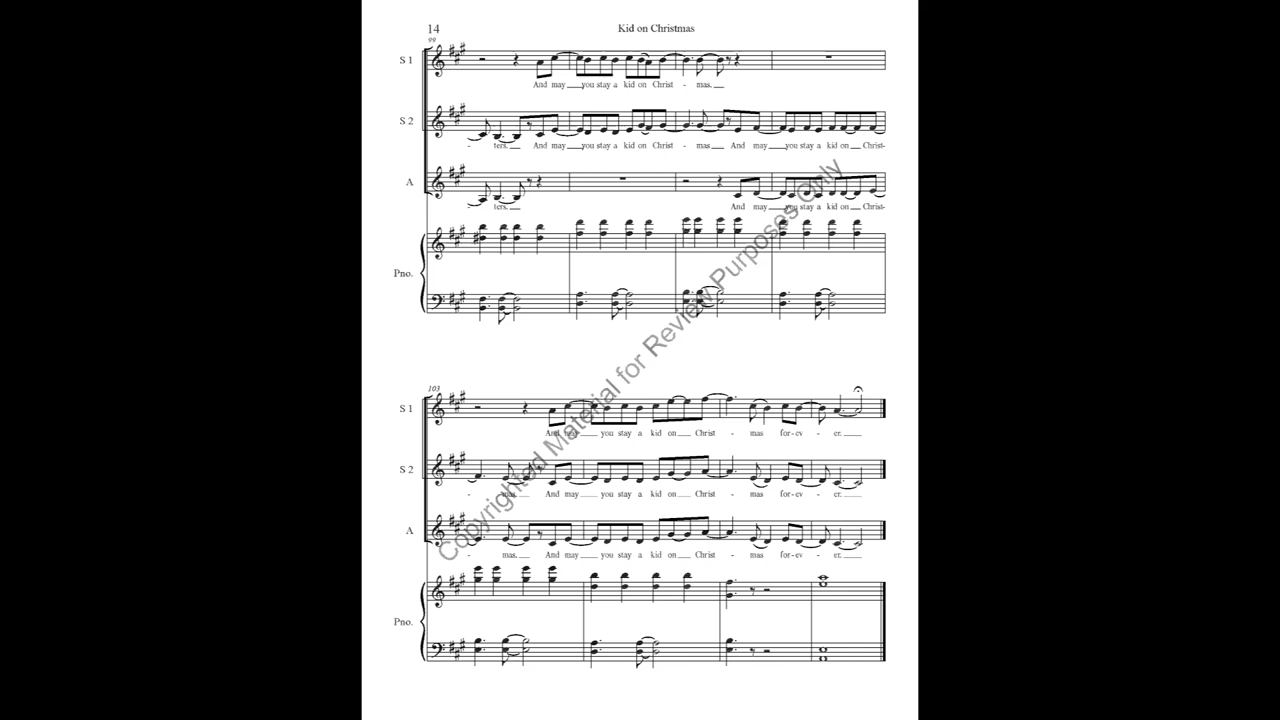 14
Kid on Christmas
99
S 1
And may you stay a kid on Christ - mas.
S 2
- ters. And may you stay a kid on Christ - mas And may you stay a kid on Christ-
A
- ters. And may you stay a kid on Christ-
Pno.
103
S 1
And may you stay a kid on Christ - mas for-ev - er.
S 2
- mas. And may you stay a kid on Christ - mas for-ev - er.
A
- mas. And may you stay a kid on Christ - mas for-ev - er.
Pno.
Copyrighted Material for Review Purposes Only